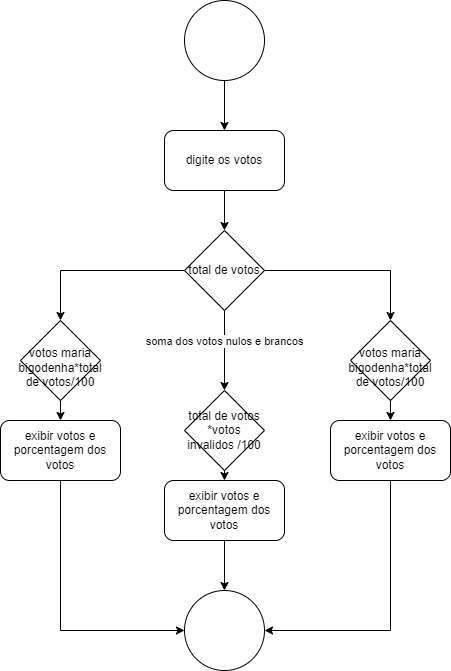 digite os votos
total de votos
soma dos votos nulos e brancos
votos maria
bigodenha*total
de votos/100
votos maria
bigodenha*total
de votos/100
total de votos
*votos
invalidos /100
exibir votos e
porcentagem dos
votos
exibir votos e
porcentagem dos
votos
exibir votos e
porcentagem dos
votos